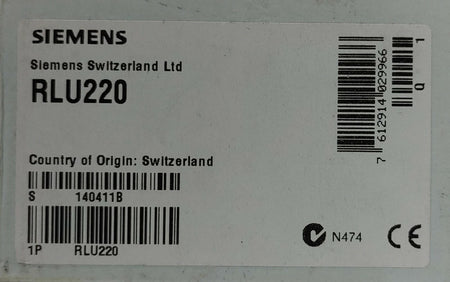 SIEMENS
Siemens Switzerland Ltd
RLU220
7 612914 029966
1
Q
Country of Origin: Switzerland
S 140411B
1P RLU220
N474
CE